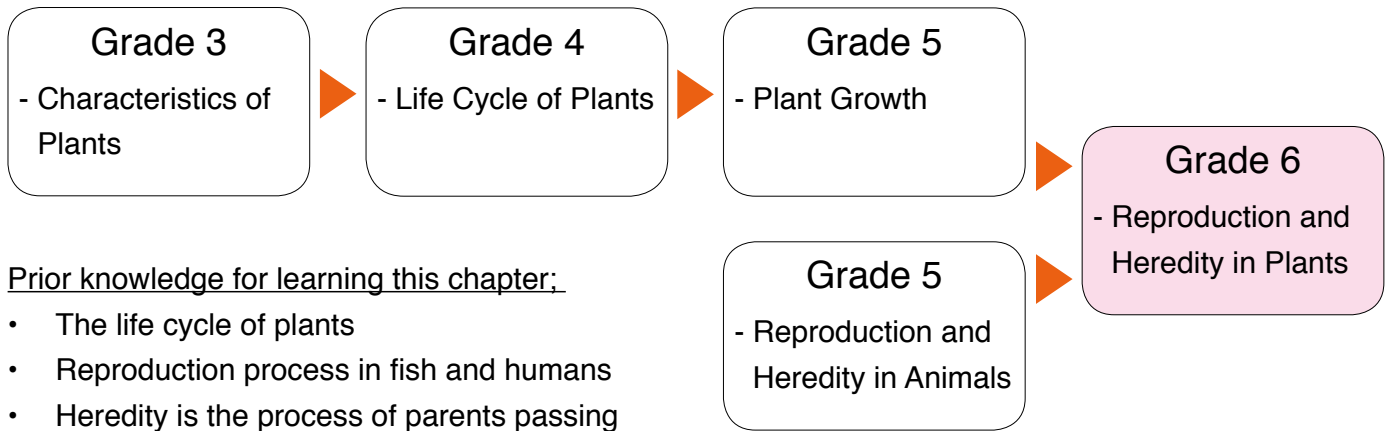 Grade 3
- Characteristics of
Plants
Grade 4
- Life Cycle of Plants
Grade 5
- Plant Growth
Grade 5
- Reproduction and
Heredity in Animals
Grade 6
- Reproduction and
Heredity in Plants
Prior knowledge for learning this chapter;
• The life cycle of plants
• Reproduction process in fish and humans
• Heredity is the process of parents passing